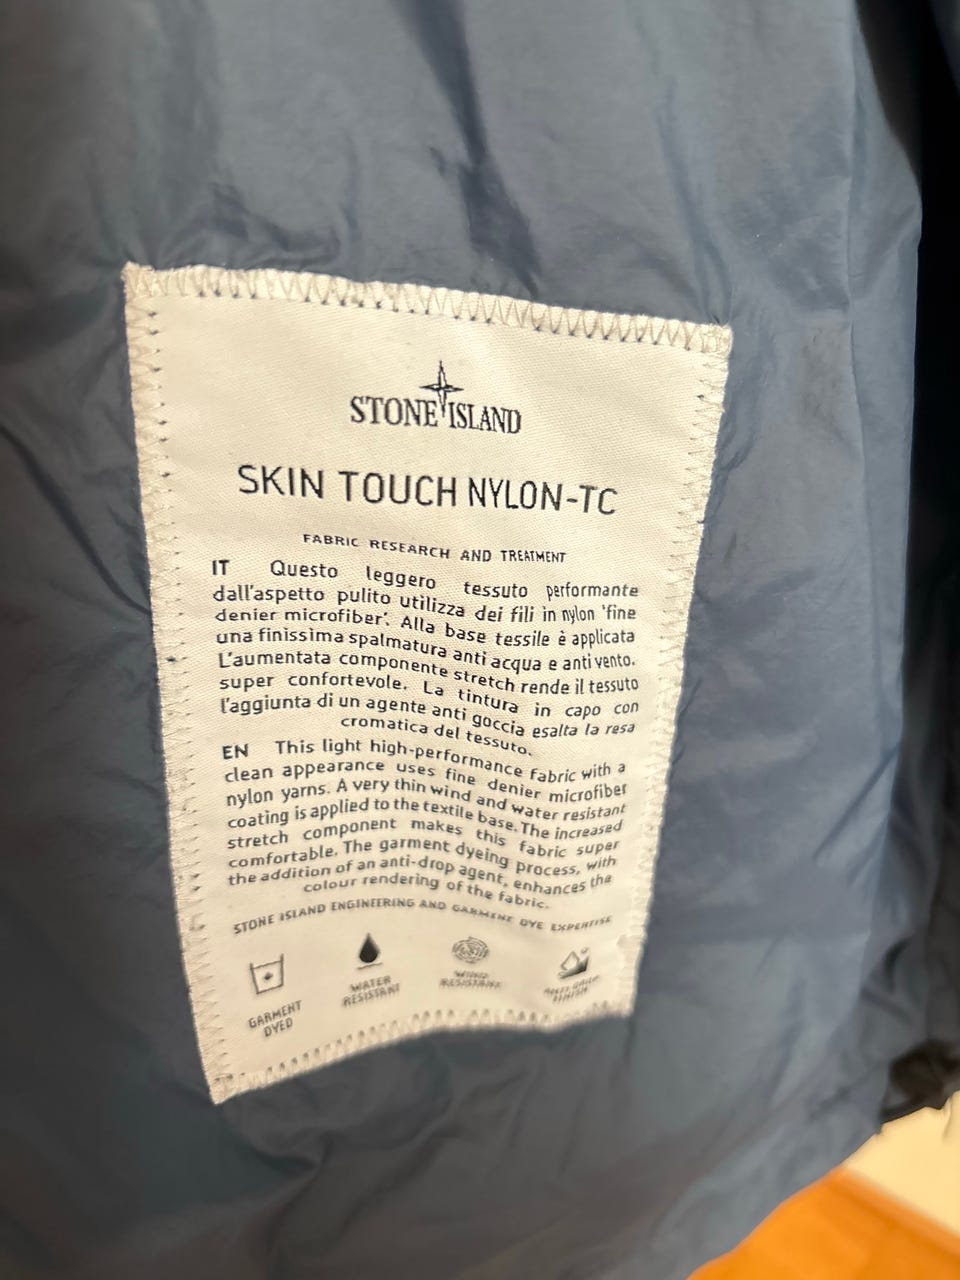 STONE ISLAND
SKIN TOUCH NYLON-TC
FABRIC RESEARCH AND TREATMENT
IT Questo leggero tessuto performante
dall'aspetto pulito utilizza dei fili in nylon 'fine
denier microfiber'. Alla base tessile è applicata
una finissima spalmatura anti acqua e anti vento.
L'aumentata componente stretch rende il tessuto
super confortevole. La tintura in capo con
l'aggiunta di un agente anti goccia esalta la resa
cromatica del tessuto.
EN This light high-performance fabric with a
clean appearance uses fine denier microfiber
nylon yarns. A very thin wind and water resistant
coating is applied to the textile base. The increased
stretch component makes this fabric super
comfortable. The garment dyeing process, with
the addition of an anti-drop agent, enhances the
colour rendering of the fabric.
STONE ISLAND ENGINEERING AND GARMENT DYE EXPERTISE
GARMENT
DYED
WATER
RESISTANT
WIND
RESISTANT
ANTI-DROP
FINISH